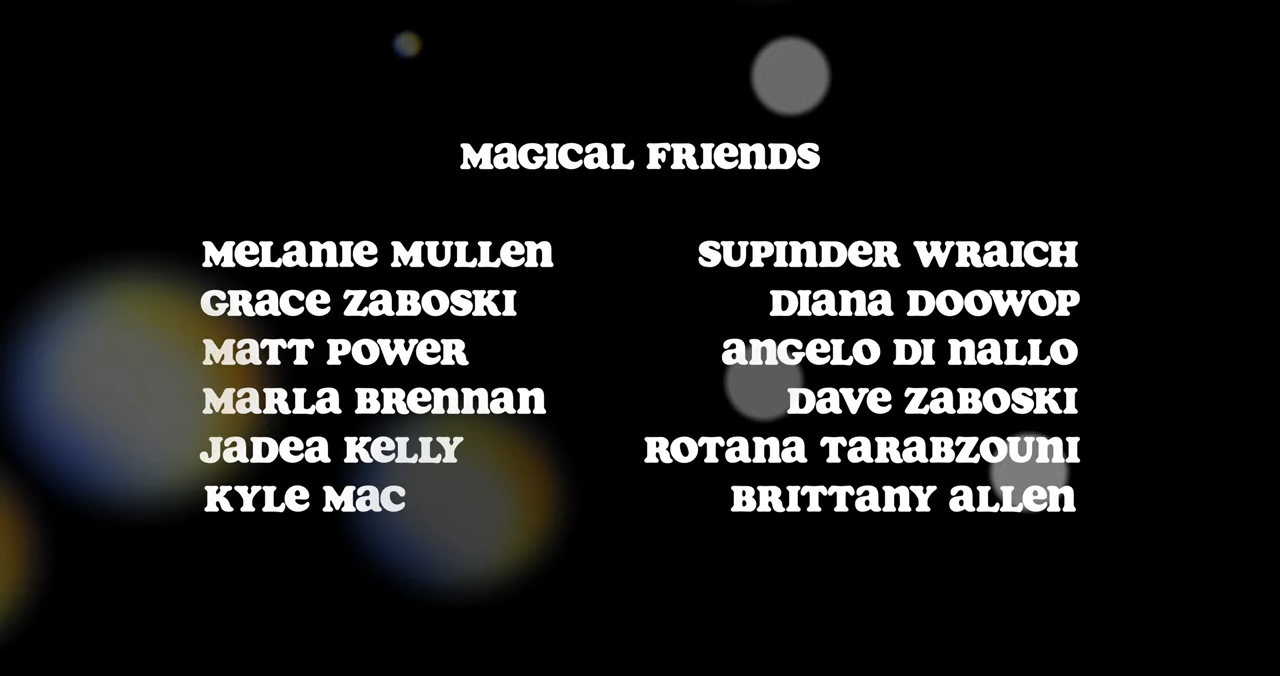 MAGICAL FRIENDS
MELANIE MULLEN SUPINDER WRAICH
GRACE ZABOSKI DIANA DOOWOP
MATT POWER ANGELO DI NALLO
MARLA BRENNAN DAVE ZABOSKI
JADEA KELLY ROTANA TARABZOUNI
KYLE MAC BRITTANY ALLEN